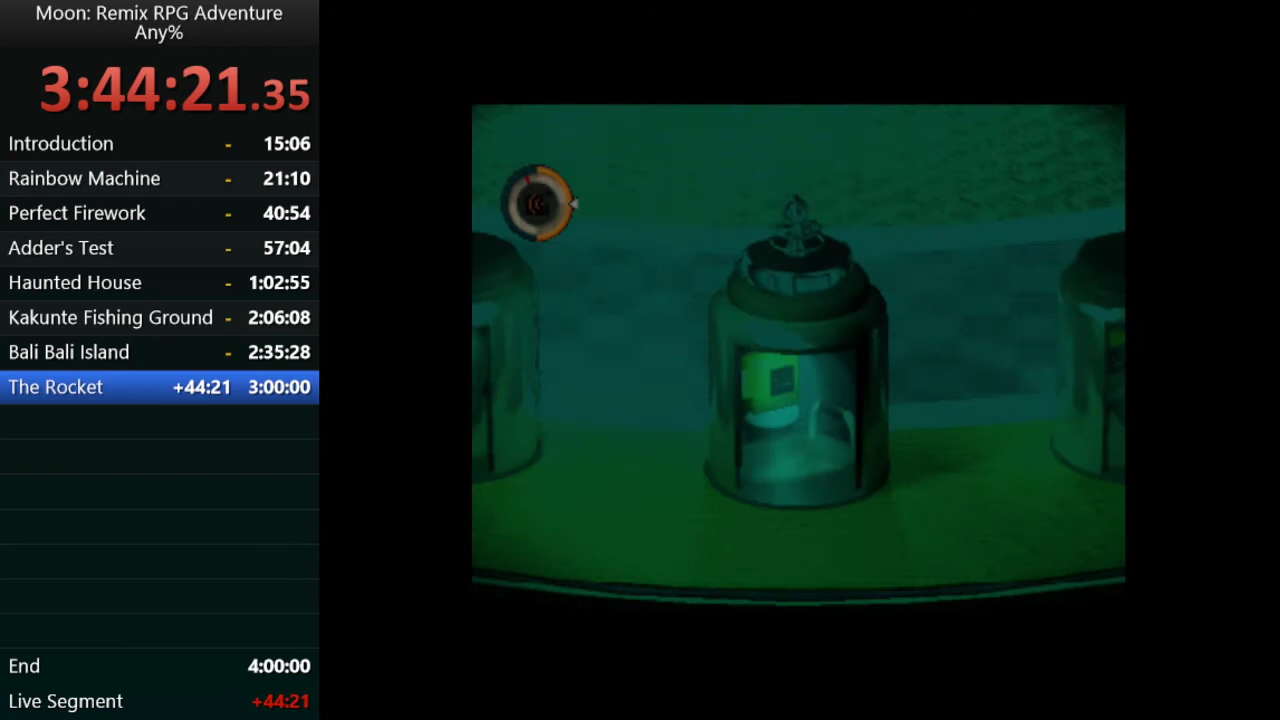 Moon: Remix RPG Adventure
Any%
3:44:21.35
Introduction - 15:06
Rainbow Machine - 21:10
Perfect Firework - 40:54
Adder's Test - 57:04
Haunted House - 1:02:55
Kakunte Fishing Ground - 2:06:08
Bali Bali Island - 2:35:28
The Rocket +44:21 3:00:00
End 4:00:00
Live Segment +44:21